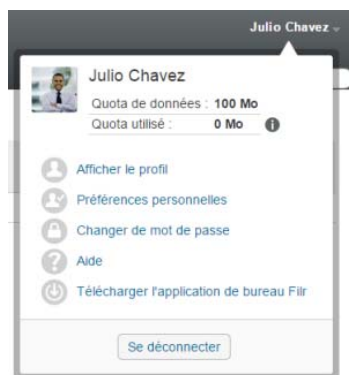 Julio Chavez
Julio Chavez
Quota de données : 100 Mo
Quota utilisé : 0 Mo
Afficher le profil
Préférences personnelles
Changer de mot de passe
Aide
Télécharger l'application de bureau Filr
Se déconnecter